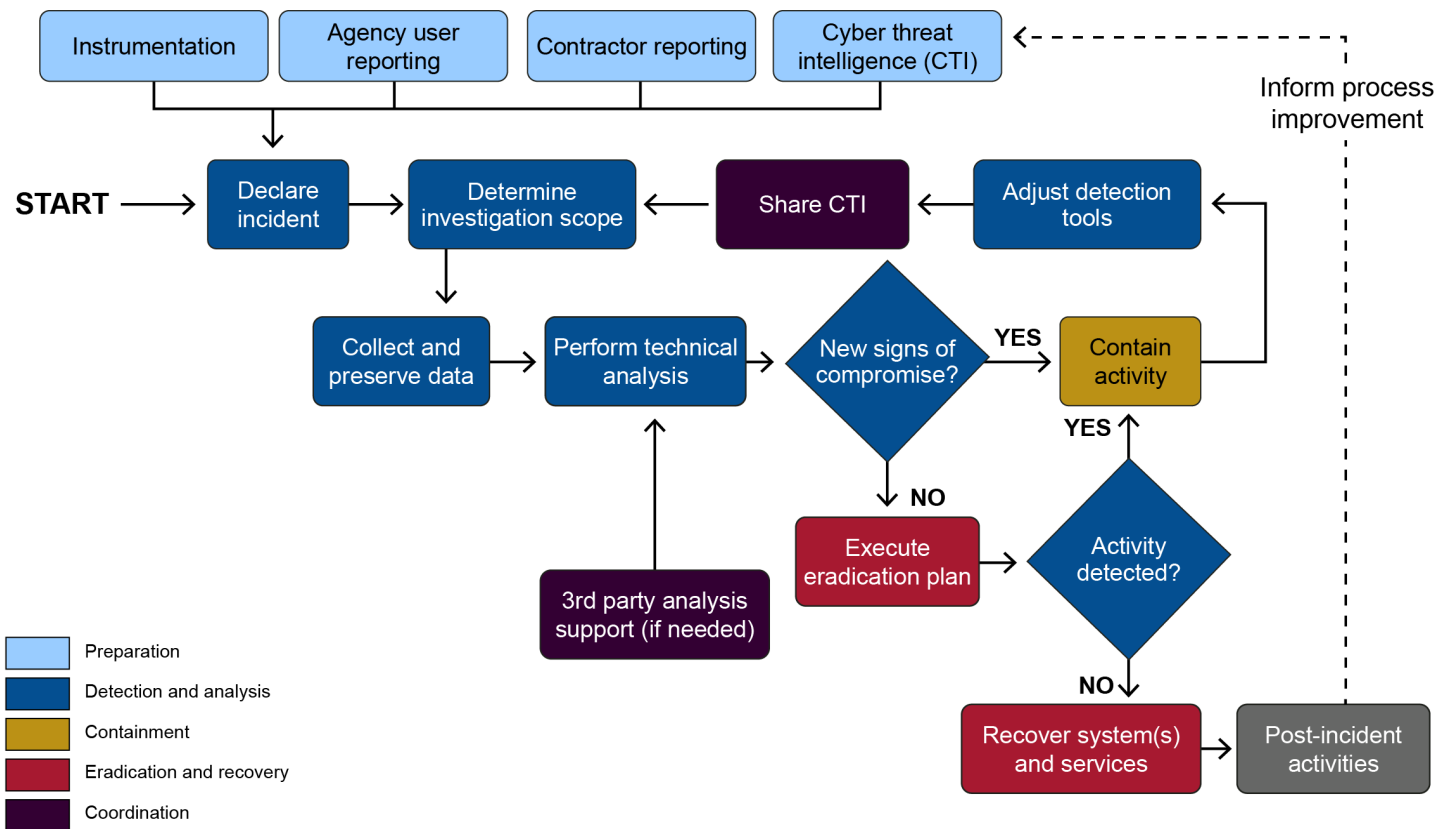 Instrumentation
Agency user
reporting
Contractor reporting
Cyber threat
intelligence (CTI)
Inform process
improvement
START
Declare
incident
Determine
investigation scope
Share CTI
Adjust detection
tools
Collect and
preserve data
Perform technical
analysis
New signs of
compromise?
YES
Contain
activity
YES
NO
Execute
eradication plan
Activity
detected?
3rd party analysis
support (if needed)
NO
Recover system(s)
and services
Post-incident
activities
Preparation
Detection and analysis
Containment
Eradication and recovery
Coordination